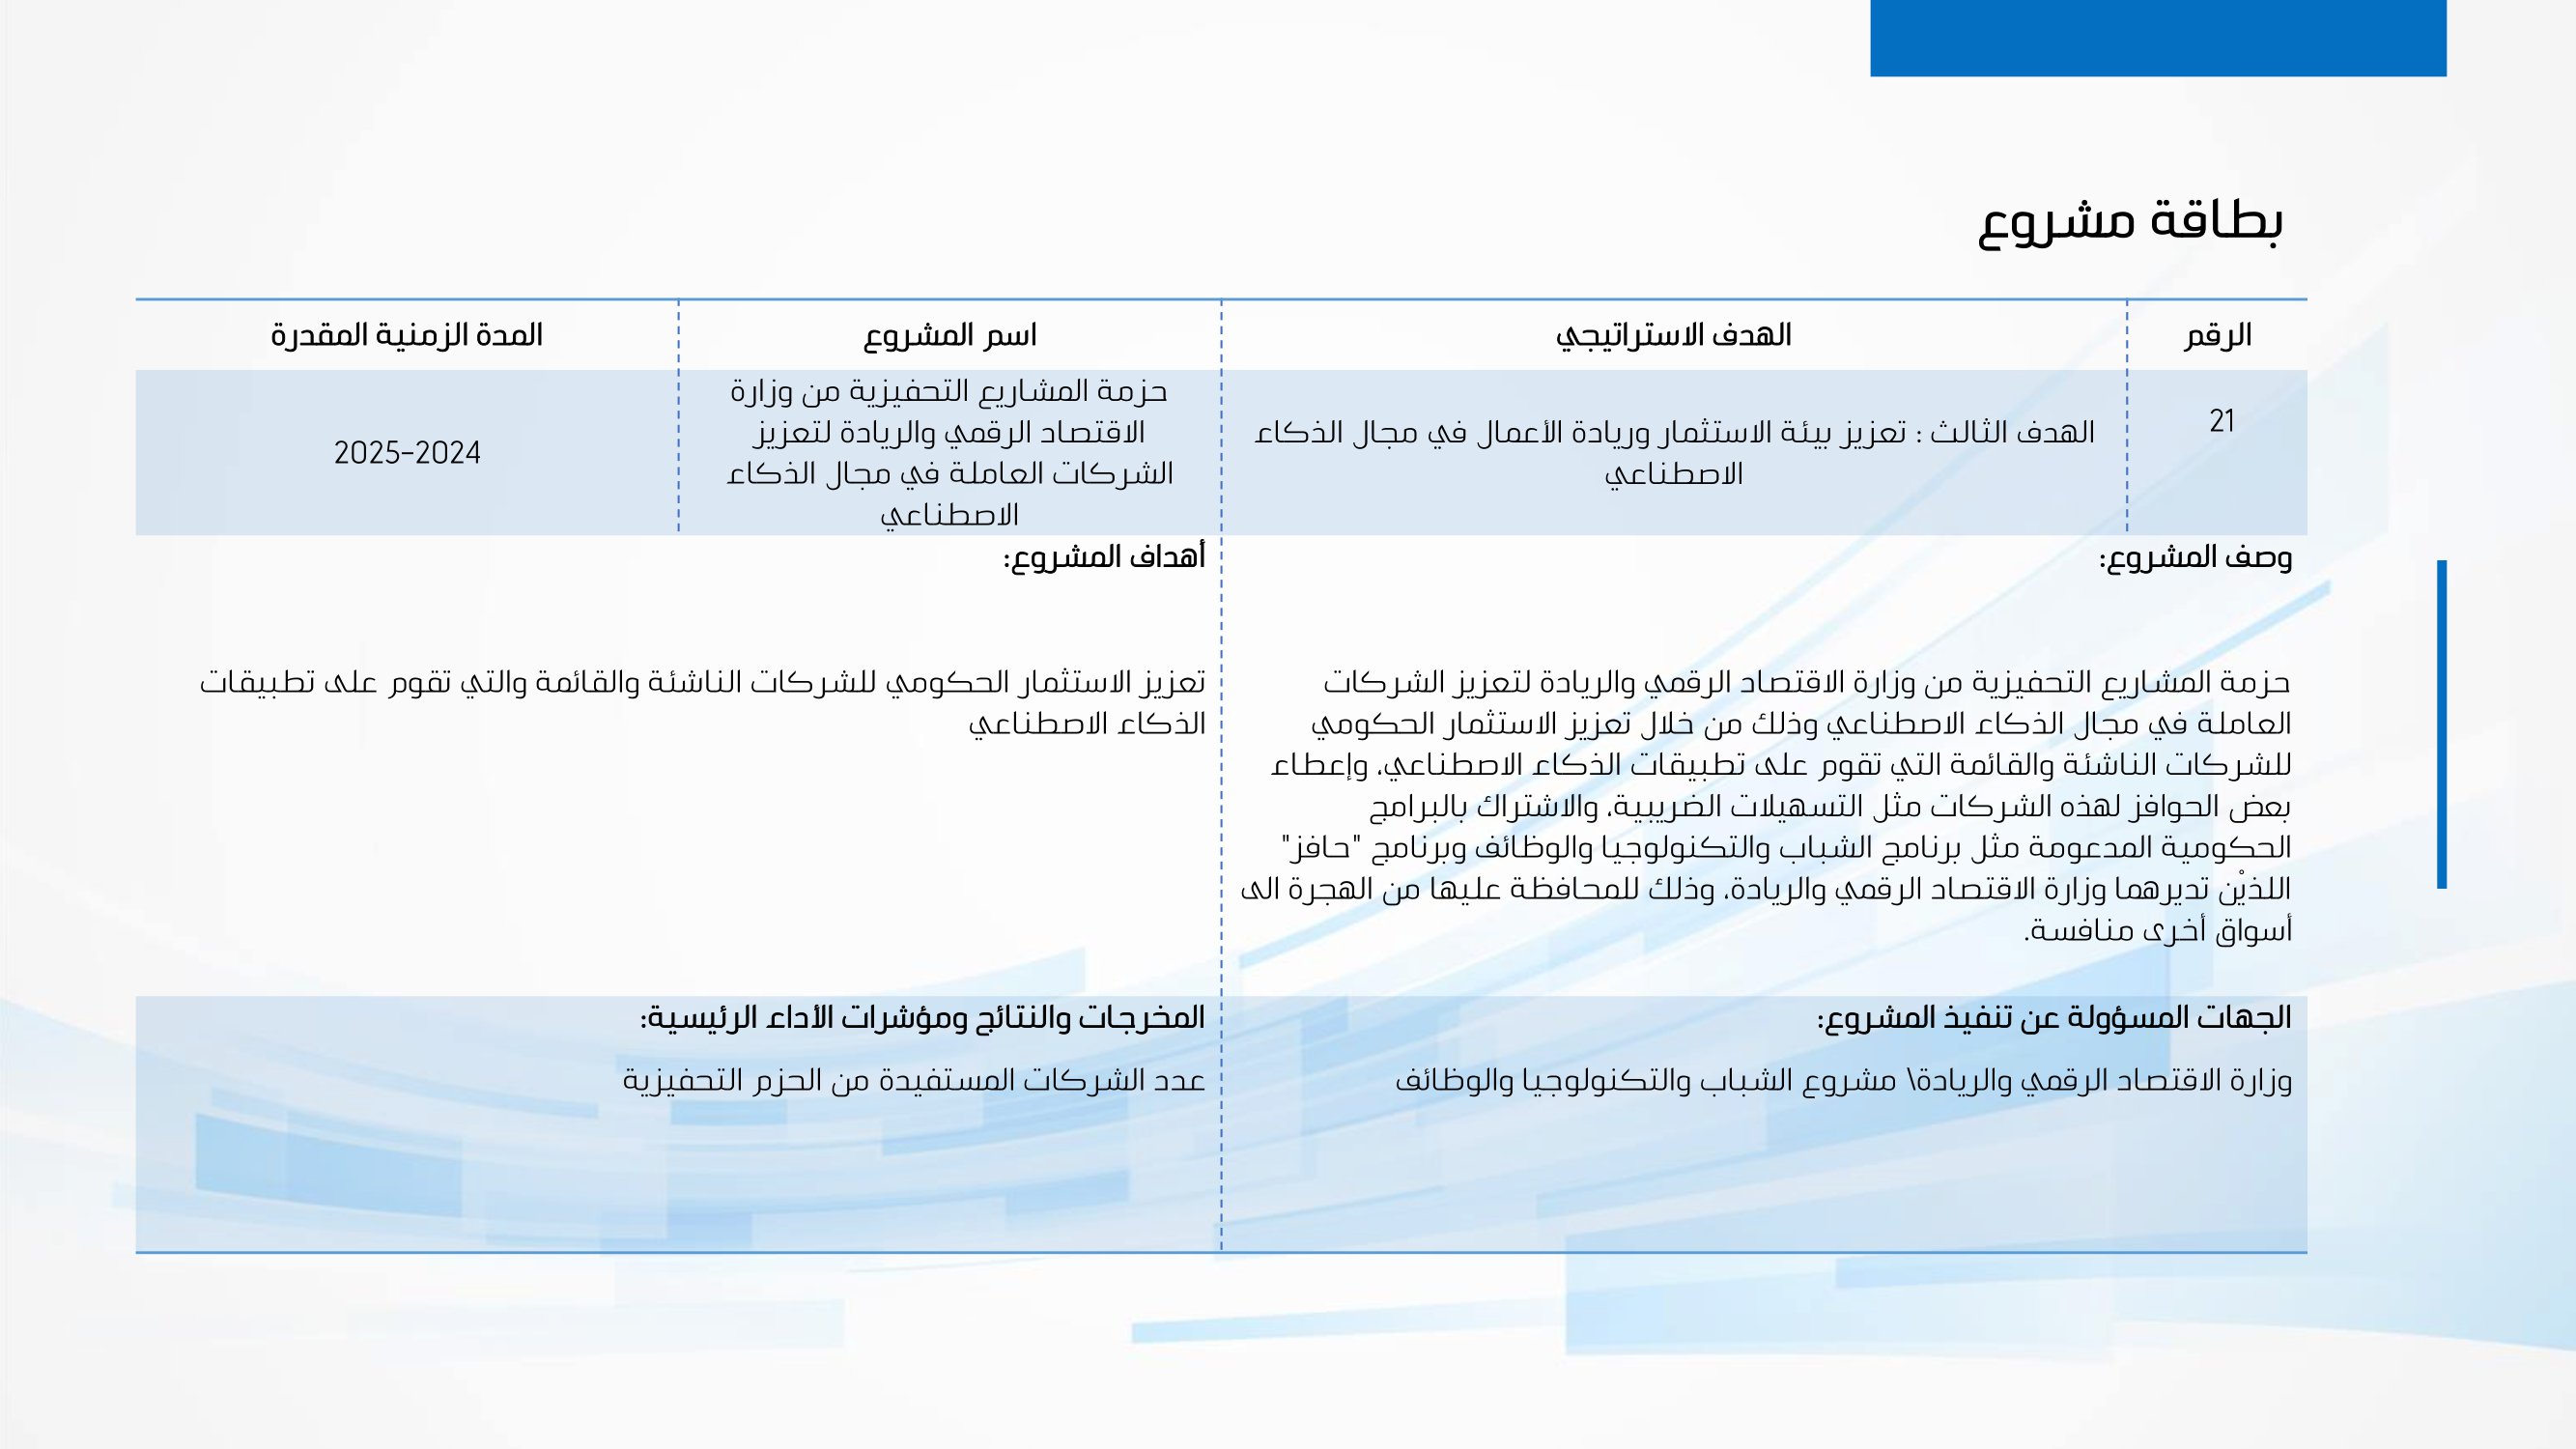 بطاقة مشروع
الرقم
الهدف الاستراتيجي
اسم المشروع
المدة الزمنية المقدرة
21
الهدف الثالث : تعزيز بيئة الاستثمار وريادة الأعمال في مجال الذكاء
الاصطناعي
حزمة المشاريع التحفيزية من وزارة
الاقتصاد الرقمي والريادة لتعزيز
الشركات العاملة في مجال الذكاء
الاصطناعي
2024-2025
وصف المشروع:
حزمة المشاريع التحفيزية من وزارة الاقتصاد الرقمي والريادة لتعزيز الشركات
العاملة في مجال الذكاء الاصطناعي وذلك من خلال تعزيز الاستثمار الحكومي
للشركات الناشئة والقائمة التي تقوم على تطبيقات الذكاء الاصطناعي، وإعطاء
بعض الحوافز لهذه الشركات مثل التسهيلات الضريبية، والاشتراك بالبرامج
الحكومية المدعومة مثل برنامج الشباب والتكنولوجيا والوظائف وبرنامج "حافز"
اللذيْن تديرهما وزارة الاقتصاد الرقمي والريادة، وذلك للمحافظة عليها من الهجرة الى
أسواق أخرى منافسة.
أهداف المشروع:
تعزيز الاستثمار الحكومي للشركات الناشئة والقائمة والتي تقوم على تطبيقات
الذكاء الاصطناعي
الجهات المسؤولة عن تنفيذ المشروع:
وزارة الاقتصاد الرقمي والريادة\ مشروع الشباب والتكنولوجيا والوظائف
المخرجات والنتائج ومؤشرات الأداء الرئيسية:
عدد الشركات المستفيدة من الحزم التحفيزية